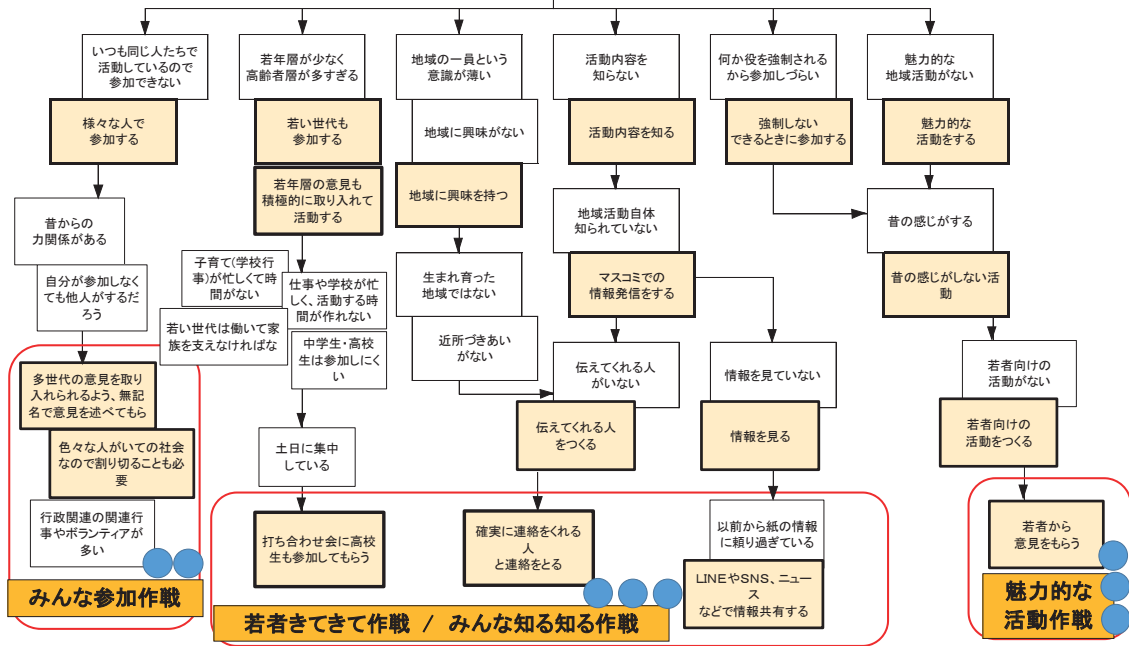 いつも同じ人たちで
活動しているので
参加できない
若年層が少なく
高齢者層が多すぎる
地域の一員という
意識が薄い
活動内容を
知らない
何か役を強制される
から参加しづらい
魅力的な
地域活動がない
様々な人で
参加する
若い世代も
参加する
地域に興味がない
活動内容を知る
強制しない
できるときに参加する
魅力的な
活動をする
若年層の意見も
積極的に取り入れて
活動する
地域に興味を持つ
地域活動自体
知られていない
昔の感じがする
昔からの
力関係がある
自分が参加しなく
ても他人がするだ
ろう
子育て(学校行
事)が忙しくて時
間がない
仕事や学校が忙
しく、活動する時
間が作れない
若い世代は働いて家
族を支えなければな
中学生・高校
生は参加しにく
い
生まれ育った
地域ではない
近所づきあい
がない
マスコミでの
情報発信をする
昔の感じがしない活
動
伝えてくれる人
がいない
情報を見ていない
若者向けの
活動がない
多世代の意見を取り
入れられるよう、無記
名で意見を述べてもら
色々な人がいての社会
なので割り切ることも必
要
土日に集中
している
伝えてくれる人
をつくる
情報を見る
若者向けの
活動をつくる
行政関連の関連行
事やボランティアが
多い
打ち合わせ会に高校
生も参加してもらう
確実に連絡をくれる
人
と連絡をとる
以前から紙の情報
に頼り過ぎている
LINEやSNS、ニュー
ス
などで情報共有する
若者から
意見をもらう
みんな参加作戦
若者きてきて作戦 / みんな知る知る作戦
魅力的な
活動作戦